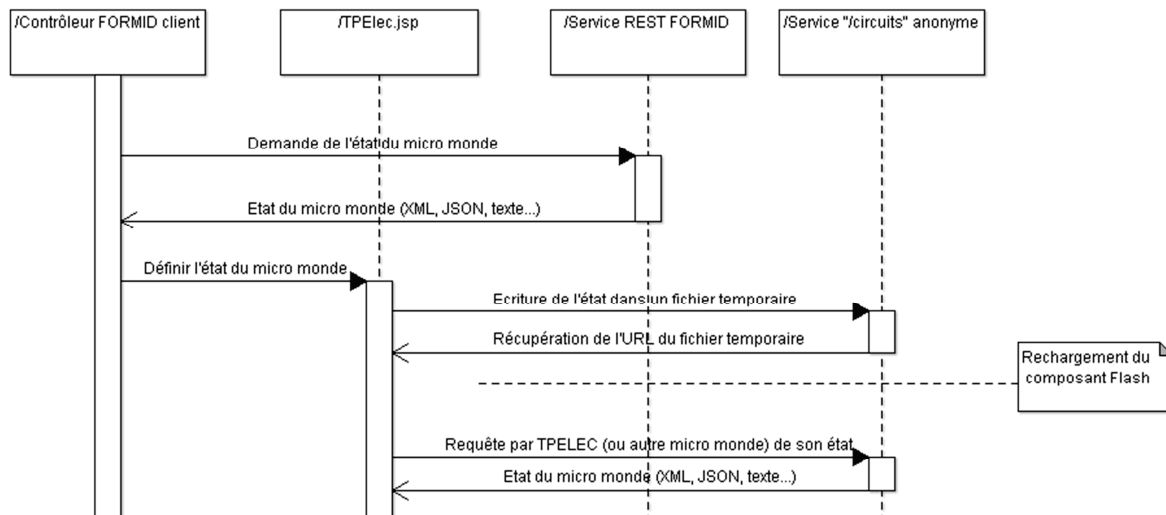 /Contrôleur FORMID client
/TPElec.jsp
/Service REST FORMID
/Service "/circuits" anonyme
Demande de l'état du micro monde
Etat du micro monde (XML, JSON, texte...)
Définir l'état du micro monde
Ecriture de l'état dans un fichier temporaire
Récupération de l'URL du fichier temporaire
Rechargement du
composant Flash
Requête par TPELEC (ou autre micro monde) de son état
Etat du micro monde (XML, JSON, texte...)